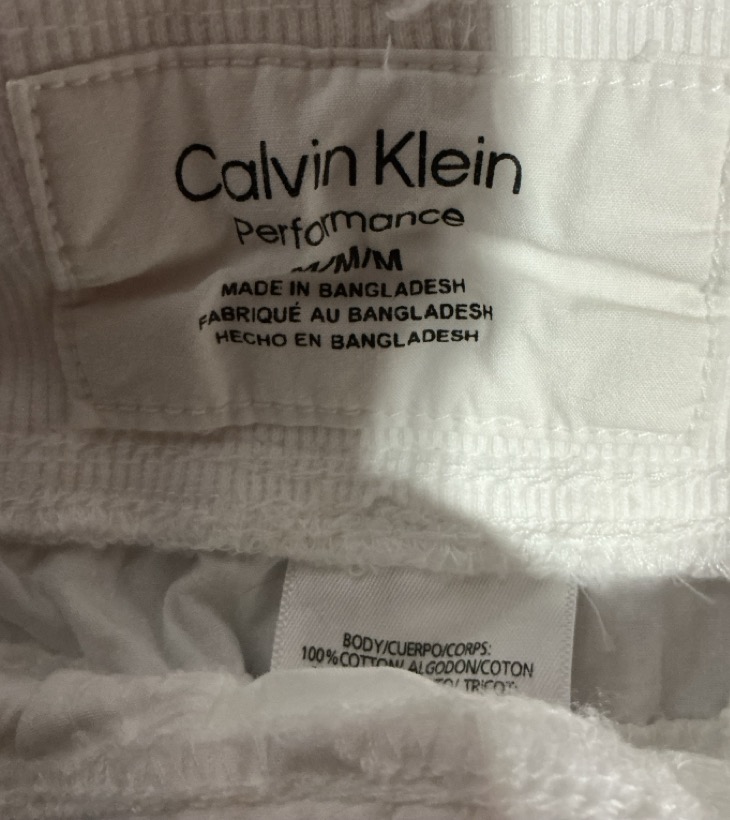 Calvin Klein
Performance
M/M/M
MADE IN BANGLADESH
FABRIQUÉ AU BANGLADESH
HECHO EN BANGLADESH
BODY/CUERPO/CORPS:
100% COTTON/ ALGODON/COTON
TRICOT: